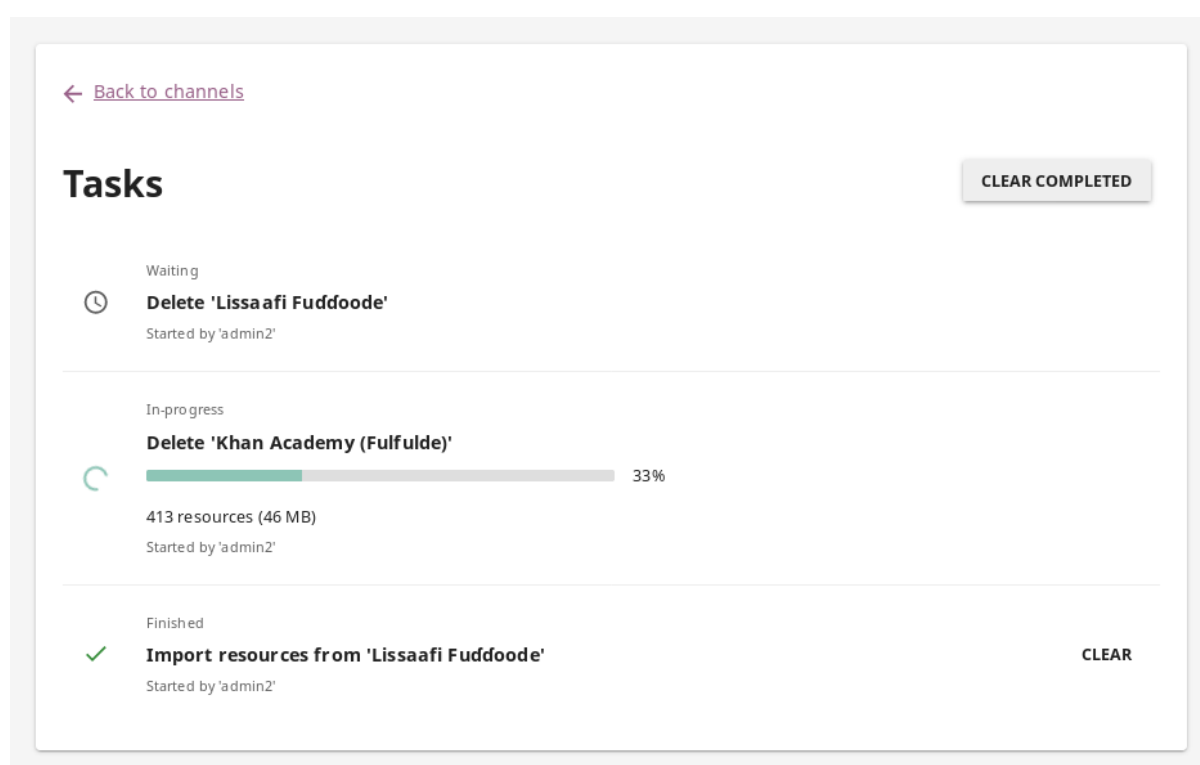 Back to channels
Tasks
CLEAR COMPLETED
Waiting
Delete 'Lissaafi Fuɗɗoode'
Started by 'admin2'
In-progress
Delete 'Khan Academy (Fulfulde)'
33%
413 resources (46 MB)
Started by 'admin2'
Finished
Import resources from 'Lissaafi Fuɗɗoode'
CLEAR
Started by 'admin2'